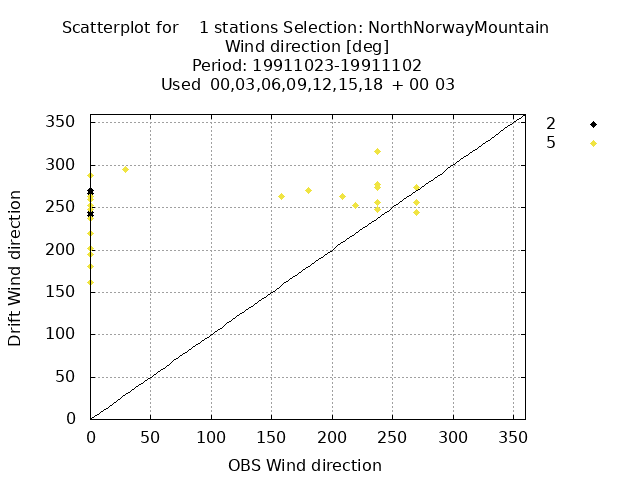 Scatterplot for    1 stations Selection: NorthNorwayMountain
Wind direction [deg]
Period: 19911023-19911102
Used  00,03,06,09,12,15,18  + 00 03
2
5
Drift Wind direction
350
300
250
200
150
100
50
0
0 50 100 150 200 250 300 350
OBS Wind direction